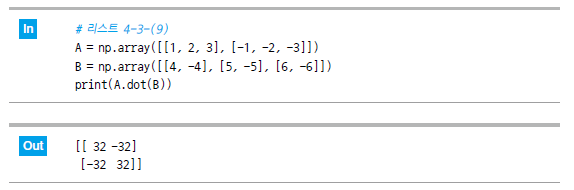 In
# 리스트 4-3-(9)
A = np.array([[1, 2, 3], [-1, -2, -3]])
B = np.array([[4, -4], [5, -5], [6, -6]])
print(A.dot(B))
Out
[[ 32 -32]
[-32 32]]